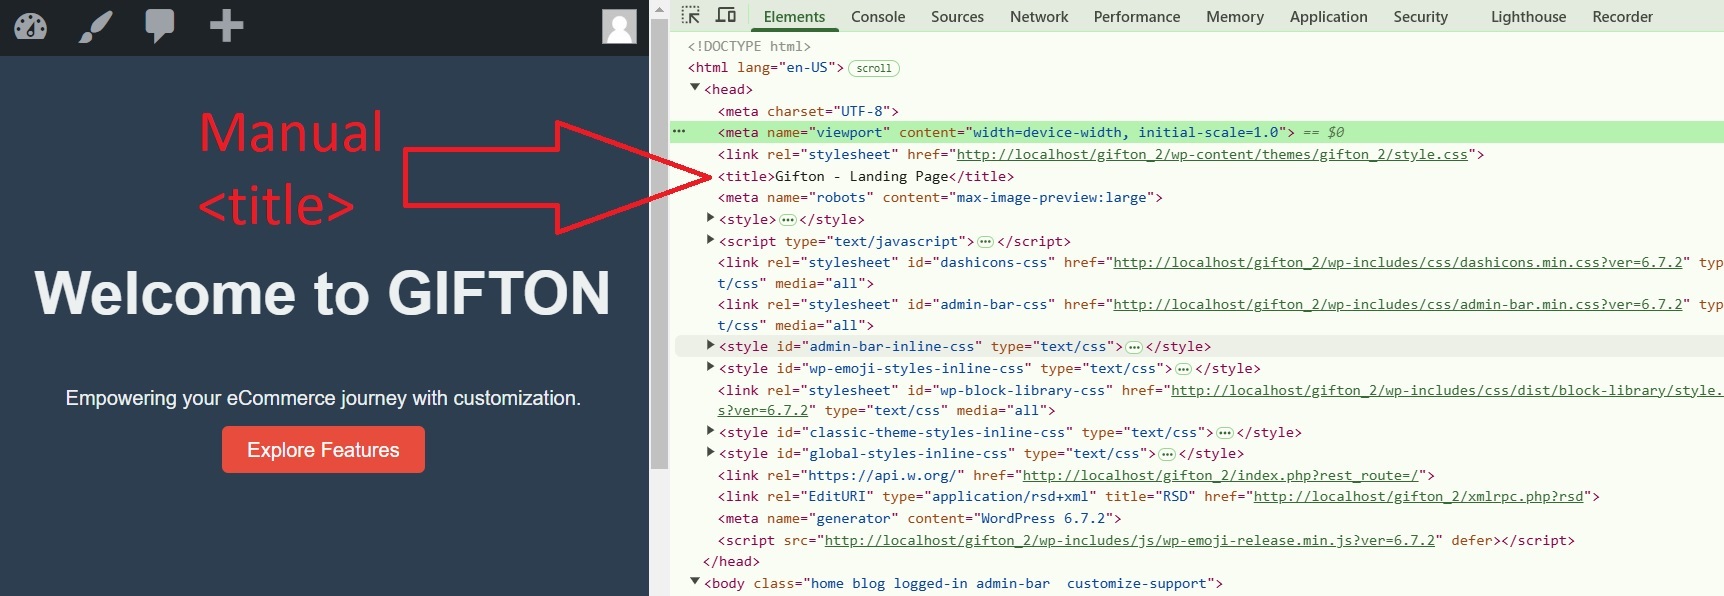 Manual
<title>
Welcome to GIFTON
Empowering your eCommerce journey with customization.
Explore Features
Elements Console Sources Network Performance Memory Application Security Lighthouse Recorder
<!DOCTYPE html>
<html lang="en-US"> scroll
<head>
<meta charset="UTF-8">
<meta name="viewport" content="width=device-width, initial-scale=1.0"> == $0
<link rel="stylesheet" href="http://localhost/gifton_2/wp-content/themes/gifton_2/style.css">
<title>Gifton - Landing Page</title>
<meta name="robots" content="max-image-preview:large">
<style>…</style>
<script type="text/javascript">…</script>
<link rel="stylesheet" id="dashicons-css" href="http://localhost/gifton_2/wp-includes/css/dashicons.min.css?ver=6.7.2" typ
t/css" media="all">
<link rel="stylesheet" id="admin-bar-css" href="http://localhost/gifton_2/wp-includes/css/admin-bar.min.css?ver=6.7.2" typ
t/css" media="all">
<style id="admin-bar-inline-css" type="text/css">…</style>
<style id="wp-emoji-styles-inline-css" type="text/css">…</style>
<link rel="stylesheet" id="wp-block-library-css" href="http://localhost/gifton_2/wp-includes/css/dist/block-library/style.
s?ver=6.7.2" type="text/css" media="all">
<style id="classic-theme-styles-inline-css" type="text/css">…</style>
<style id="global-styles-inline-css" type="text/css">…</style>
<link rel="https://api.w.org/" href="http://localhost/gifton_2/index.php?rest_route=/">
<link rel="EditURI" type="application/rsd+xml" title="RSD" href="http://localhost/gifton_2/xmlrpc.php?rsd">
<meta name="generator" content="WordPress 6.7.2">
<script src="http://localhost/gifton_2/wp-includes/js/wp-emoji-release.min.js?ver=6.7.2" defer></script>
</head>
<body class="home blog logged-in admin-bar  customize-support">